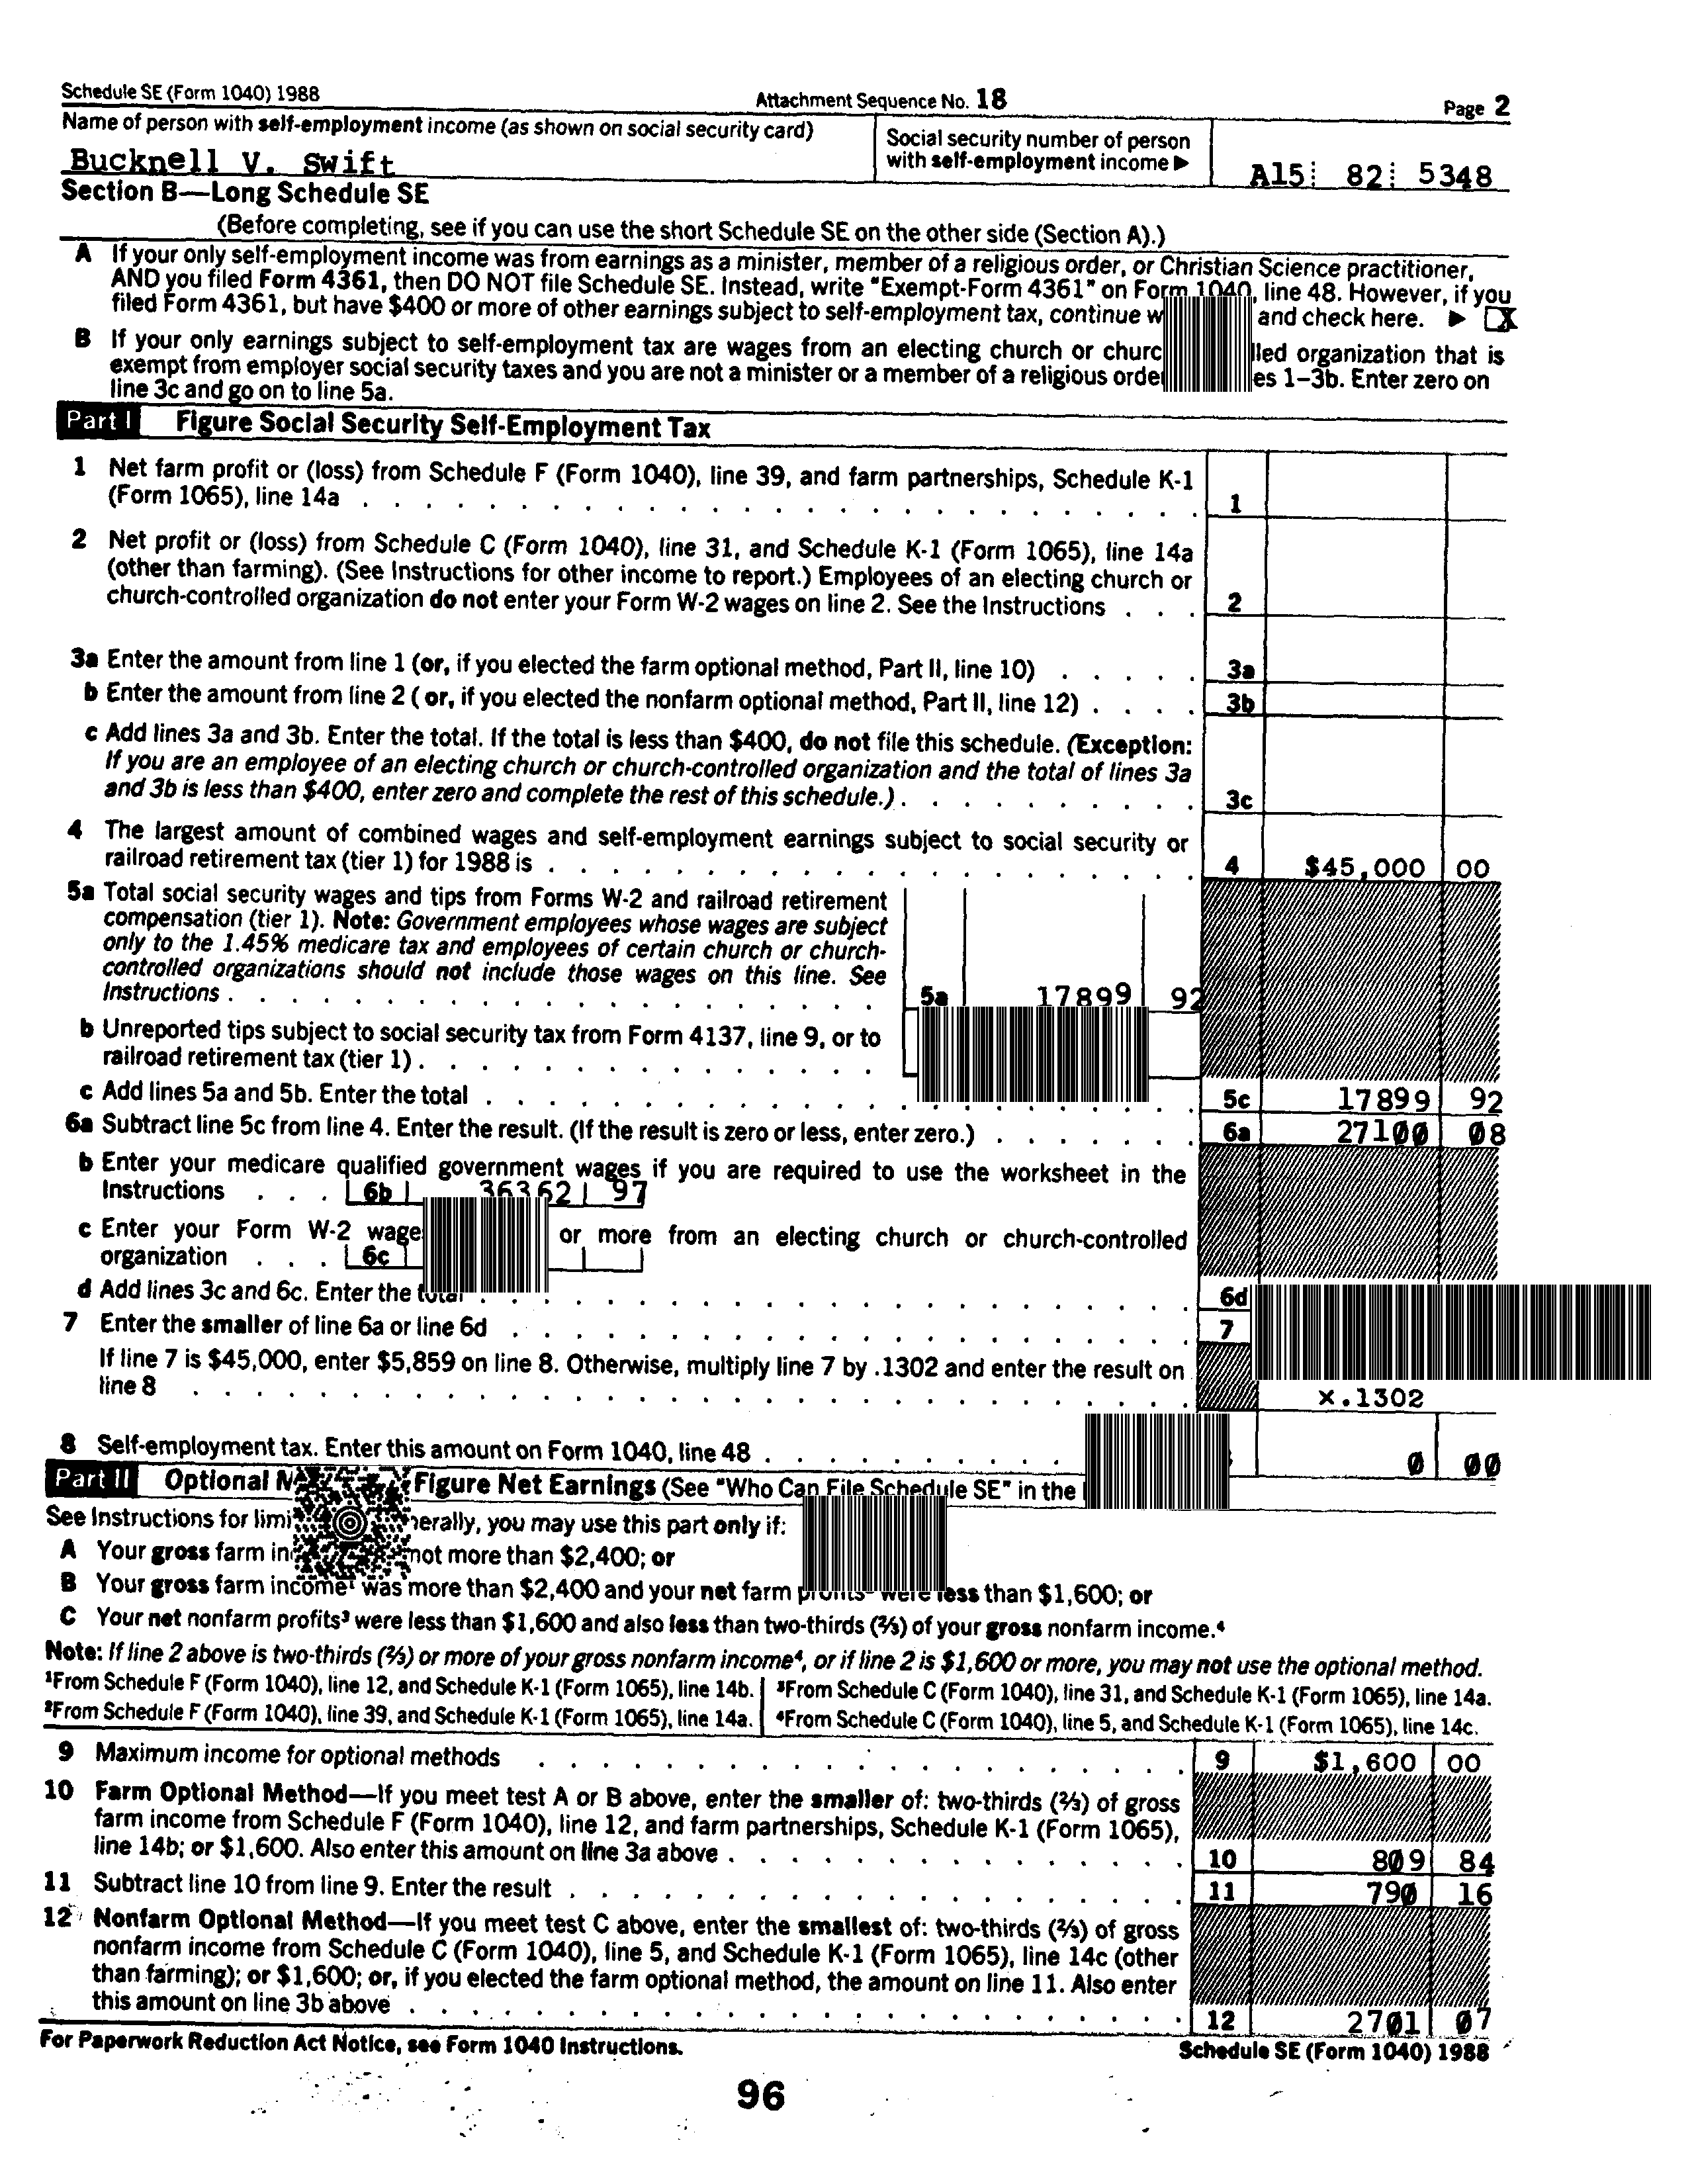 Schedule SE (Form 1040) 1988 Attachment Sequence No. 18 Page 2
Name of person with self-employment income (as shown on social security card)
Bucknell V. Swift
Social security number of person
with self-employment income ▶
A15 82 5348
Section B—Long Schedule SE
(Before completing, see if you can use the short Schedule SE on the other side (Section A).)
A If your only self-employment income was from earnings as a minister, member of a religious order, or Christian Science practitioner,
AND you filed Form 4361, then DO NOT file Schedule SE. Instead, write "Exempt-Form 4361" on Form 1040, line 48. However, if you
filed Form 4361, but have $400 or more of other earnings subject to self-employment tax, continue and check here. ▶ X
B If your only earnings subject to self-employment tax are wages from an electing church or organization that is
exempt from employer social security taxes and you are not a minister or a member of a religious 1–3b. Enter zero on
line 3c and go on to line 5a.
Part I Figure Social Security Self-Employment Tax
1 Net farm profit or (loss) from Schedule F (Form 1040), line 39, and farm partnerships, Schedule K-1
(Form 1065), line 14a . . . 1
2 Net profit or (loss) from Schedule C (Form 1040), line 31, and Schedule K-1 (Form 1065), line 14a
(other than farming). (See Instructions for other income to report.) Employees of an electing church or
church-controlled organization do not enter your Form W-2 wages on line 2. See the Instructions . . . 2
3a Enter the amount from line 1 (or, if you elected the farm optional method, Part II, line 10) . . . . . 3a
b Enter the amount from line 2 ( or, if you elected the nonfarm optional method, Part II, line 12) . . . . 3b
c Add lines 3a and 3b. Enter the total. If the total is less than $400, do not file this schedule. (Exception:
If you are an employee of an electing church or church-controlled organization and the total of lines 3a
and 3b is less than $400, enter zero and complete the rest of this schedule.) . . . 3c
4 The largest amount of combined wages and self-employment earnings subject to social security or
railroad retirement tax (tier 1) for 1988 is . . . 4 $45,000 00
5a Total social security wages and tips from Forms W-2 and railroad retirement
compensation (tier 1). Note: Government employees whose wages are subject
only to the 1.45% medicare tax and employees of certain church or church-
controlled organizations should not include those wages on this line. See
Instructions . . . 5a 17899 92
b Unreported tips subject to social security tax from Form 4137, line 9, or to
railroad retirement tax (tier 1) . . .
c Add lines 5a and 5b. Enter the total . . . 5c 17899 92
6a Subtract line 5c from line 4. Enter the result. (If the result is zero or less, enter zero.) . . . 6a 27100 08
b Enter your medicare qualified government wages if you are required to use the worksheet in the
Instructions . . . 6b 36362 97
c Enter your Form W-2 or more from an electing church or church-controlled
organization . . . 6c
d Add lines 3c and 6c. Enter the total . . . 6d
7 Enter the smaller of line 6a or line 6d . . . 7
If line 7 is $45,000, enter $5,859 on line 8. Otherwise, multiply line 7 by .1302 and enter the result on
line 8 . . . x.1302
8 Self-employment tax. Enter this amount on Form 1040, line 48 . . . 0 00
Part II Optional Figure Net Earnings (See "Who Can File Schedule SE" in the
See Instructions for you may use this part only if:
A Your gross farm not more than $2,400; or
B Your gross farm income¹ was more than $2,400 and your net farm profits² were less than $1,600; or
C Your net nonfarm profits³ were less than $1,600 and also less than two-thirds (⅔) of your gross nonfarm income.⁴
Note: If line 2 above is two-thirds (⅔) or more of your gross nonfarm income⁴, or if line 2 is $1,600 or more, you may not use the optional method.
¹From Schedule F (Form 1040), line 12, and Schedule K-1 (Form 1065), line 14b. ³From Schedule C (Form 1040), line 31, and Schedule K-1 (Form 1065), line 14a.
²From Schedule F (Form 1040), line 39, and Schedule K-1 (Form 1065), line 14a. ⁴From Schedule C (Form 1040), line 5, and Schedule K-1 (Form 1065), line 14c.
9 Maximum income for optional methods . . . 9 $1,600 00
10 Farm Optional Method—If you meet test A or B above, enter the smaller of: two-thirds (⅔) of gross
farm income from Schedule F (Form 1040), line 12, and farm partnerships, Schedule K-1 (Form 1065),
line 14b; or $1,600. Also enter this amount on line 3a above . . . 10 809 84
11 Subtract line 10 from line 9. Enter the result . . . 11 790 16
12 Nonfarm Optional Method—If you meet test C above, enter the smallest of: two-thirds (⅔) of gross
nonfarm income from Schedule C (Form 1040), line 5, and Schedule K-1 (Form 1065), line 14c (other
than farming); or $1,600; or, if you elected the farm optional method, the amount on line 11. Also enter
this amount on line 3b above . . . 12 2701 07
For Paperwork Reduction Act Notice, see Form 1040 Instructions. Schedule SE (Form 1040) 1988
96